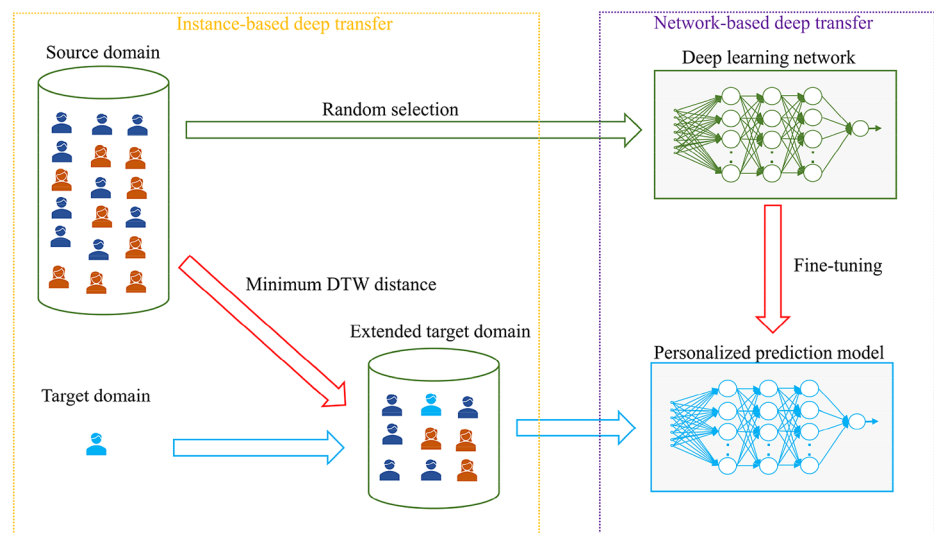 Instance-based deep transfer
Network-based deep transfer
Source domain
Deep learning network
Random selection
Fine-tuning
Minimum DTW distance
Extended target domain
Personalized prediction model
Target domain